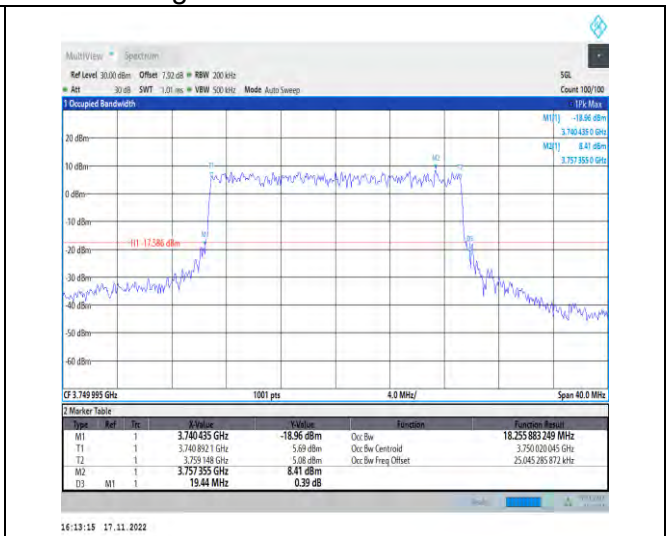 MultiView Spectrum
Ref Level 30.00 dBm Offset 7.92 dB RBW 200 kHz SGL
Att 30 dB SWT 1.01 ms VBW 500 kHz Mode Auto Sweep Count 100/100
1 Occupied Bandwidth 1Pk Max
M1[1] -18.96 dBm
3.740 435 0 GHz
M2[1] 8.41 dBm
3.757 355 0 GHz
20 dBm
10 dBm
0 dBm
-10 dBm
-20 dBm
-30 dBm
-40 dBm
-50 dBm
-60 dBm
T1
M2
T2
M1
H1 -17.586 dBm
CF 3.749 995 GHz 1001 pts 4.0 MHz/ Span 40.0 MHz
2 Marker Table
Type Ref Trc X-Value Y-Value Function Function Result
M1 1 3.740 435 GHz -18.96 dBm Occ Bw 18.255 883 249 MHz
T1 1 3.740 892 1 GHz 5.69 dBm Occ Bw Centroid 3.750 020 045 GHz
T2 1 3.759 148 GHz 5.08 dBm Occ Bw Freq Offset 25.045 285 872 kHz
M2 1 3.757 355 GHz 8.41 dBm
D3 M1 1 19.44 MHz 0.39 dB
16:13:15 17.11.2022